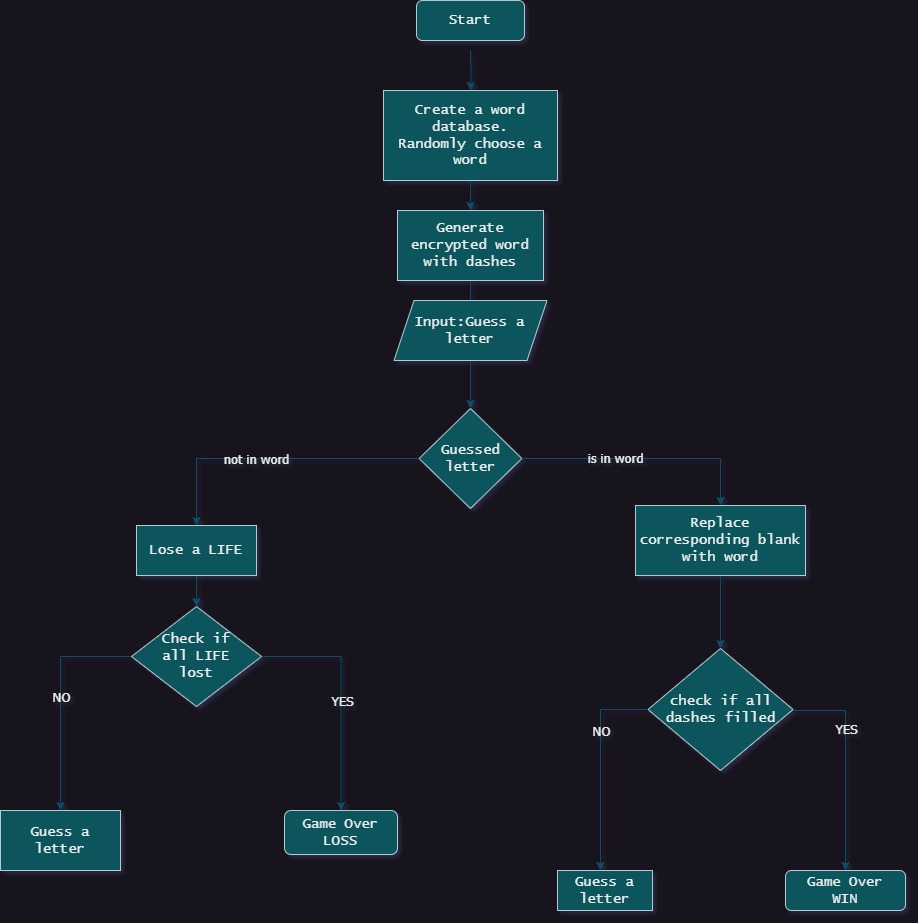 Start
Create a word
database.
Randomly choose a
word
Generate
encrypted word
with dashes
Input:Guess a
letter
Guessed
letter
not in word
is in word
Lose a LIFE
Replace
corresponding blank
with word
Check if
all LIFE
lost
NO
YES
check if all
dashes filled
NO
YES
Guess a
letter
Game Over
LOSS
Guess a
letter
Game Over
WIN